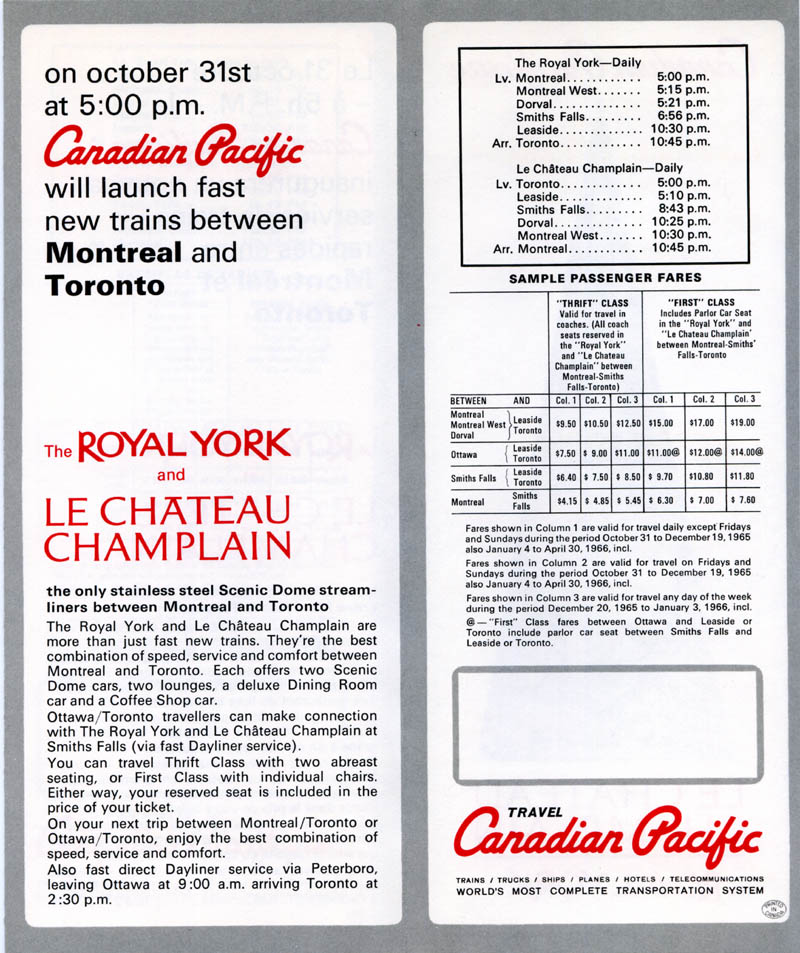 on october 31st
at 5:00 p.m.
Canadian Pacific
will launch fast
new trains between
Montreal and
Toronto
The ROYAL YORK
and
LE CHATEAU
CHAMPLAIN
the only stainless steel Scenic Dome stream-
liners between Montreal and Toronto
The Royal York and Le Château Champlain are
more than just fast new trains. They're the best
combination of speed, service and comfort between
Montreal and Toronto. Each offers two Scenic
Dome cars, two lounges, a deluxe Dining Room
car and a Coffee Shop car.
Ottawa/Toronto travellers can make connection
with The Royal York and Le Château Champlain at
Smiths Falls (via fast Dayliner service).
You can travel Thrift Class with two abreast
seating, or First Class with individual chairs.
Either way, your reserved seat is included in the
price of your ticket.
On your next trip between Montreal/Toronto or
Ottawa/Toronto, enjoy the best combination of
speed, service and comfort.
Also fast direct Dayliner service via Peterboro,
leaving Ottawa at 9:00 a.m. arriving Toronto at
2:30 p.m.
The Royal York—Daily
Lv. Montreal............ 5:00 p.m.
Montreal West....... 5:15 p.m.
Dorval.............. 5:21 p.m.
Smiths Falls......... 6:56 p.m.
Leaside............. 10:30 p.m.
Arr. Toronto............. 10:45 p.m.
Le Château Champlain—Daily
Lv. Toronto............. 5:00 p.m.
Leaside............. 5:10 p.m.
Smiths Falls......... 8:43 p.m.
Dorval.............. 10:25 p.m.
Montreal West....... 10:30 p.m.
Arr. Montreal............ 10:45 p.m.
SAMPLE PASSENGER FARES
"THRIFT" CLASS
Valid for travel in
coaches. (All coach
seats reserved in
the "Royal York"
and "Le Chateau
Champlain" between
Montreal-Smiths
Falls-Toronto)
"FIRST" CLASS
Includes Parlor Car Seat
in the "Royal York" and
"Le Chateau Champlain'
between Montreal-Smiths'
Falls-Toronto
BETWEEN AND Col. 1 Col. 2 Col. 3 Col. 1 Col. 2 Col. 3
Montreal
Montreal West
Dorval
Leaside
Toronto
$9.50 $10.50 $12.50 $15.00 $17.00 $19.00
Ottawa
Leaside
Toronto
$7.50 $ 9.00 $11.00 $11.00@ $12.00@ $14.00@
Smiths Falls
Leaside
Toronto
$6.40 $ 7.50 $ 8.50 $ 9.70 $10.80 $11.80
Montreal
Smiths
Falls
$4.15 $ 4.85 $ 5.45 $ 6.30 $ 7.00 $ 7.60
Fares shown in Column 1 are valid for travel daily except Fridays
and Sundays during the period October 31 to December 19, 1965
also January 4 to April 30, 1966, incl.
Fares shown in Column 2 are valid for travel on Fridays and
Sundays during the period October 31 to December 19, 1965
also January 4 to April 30, 1966, incl.
Fares shown in Column 3 are valid for travel any day of the week
during the period December 20, 1965 to January 3, 1966, incl.
@ — "First" Class fares between Ottawa and Leaside or
Toronto include parlor car seat between Smiths Falls and
Leaside or Toronto.
TRAVEL
Canadian Pacific
TRAINS / TRUCKS / SHIPS / PLANES / HOTELS / TELECOMMUNICATIONS
WORLD'S MOST COMPLETE TRANSPORTATION SYSTEM
PRINTED
IN
CANADA